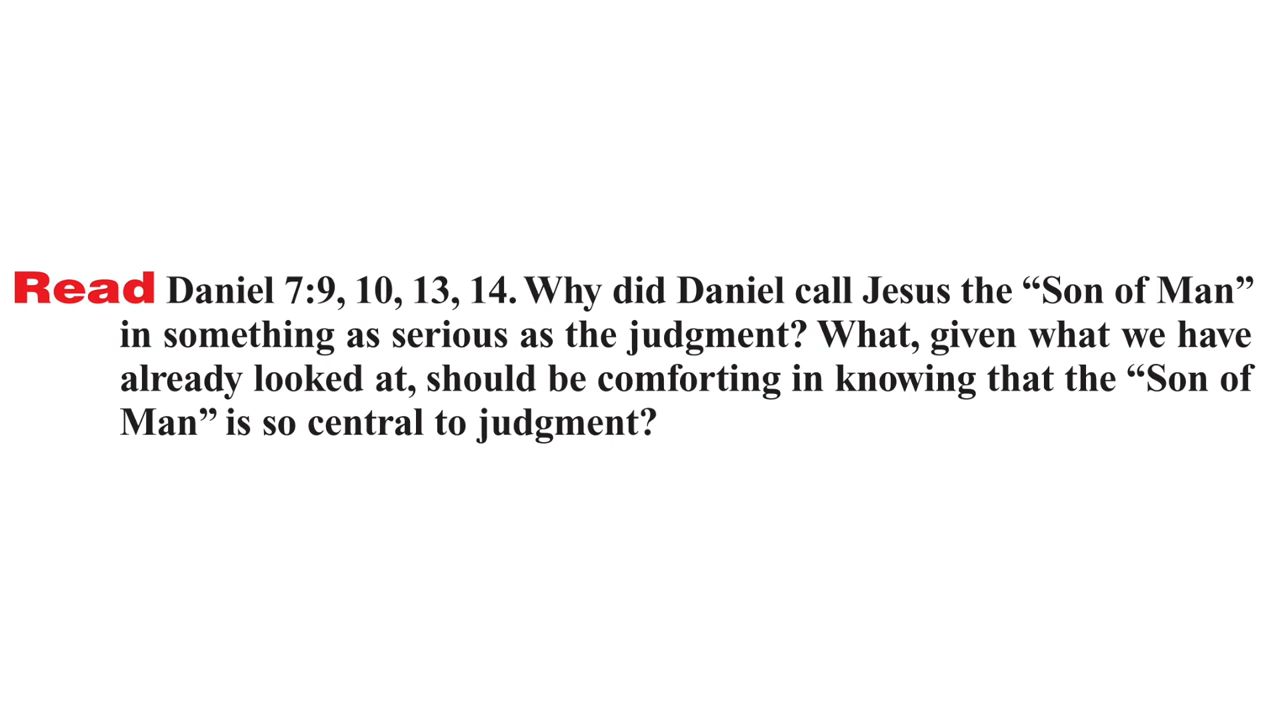 Read Daniel 7:9, 10, 13, 14. Why did Daniel call Jesus the “Son of Man”
in something as serious as the judgment? What, given what we have
already looked at, should be comforting in knowing that the “Son of
Man” is so central to judgment?